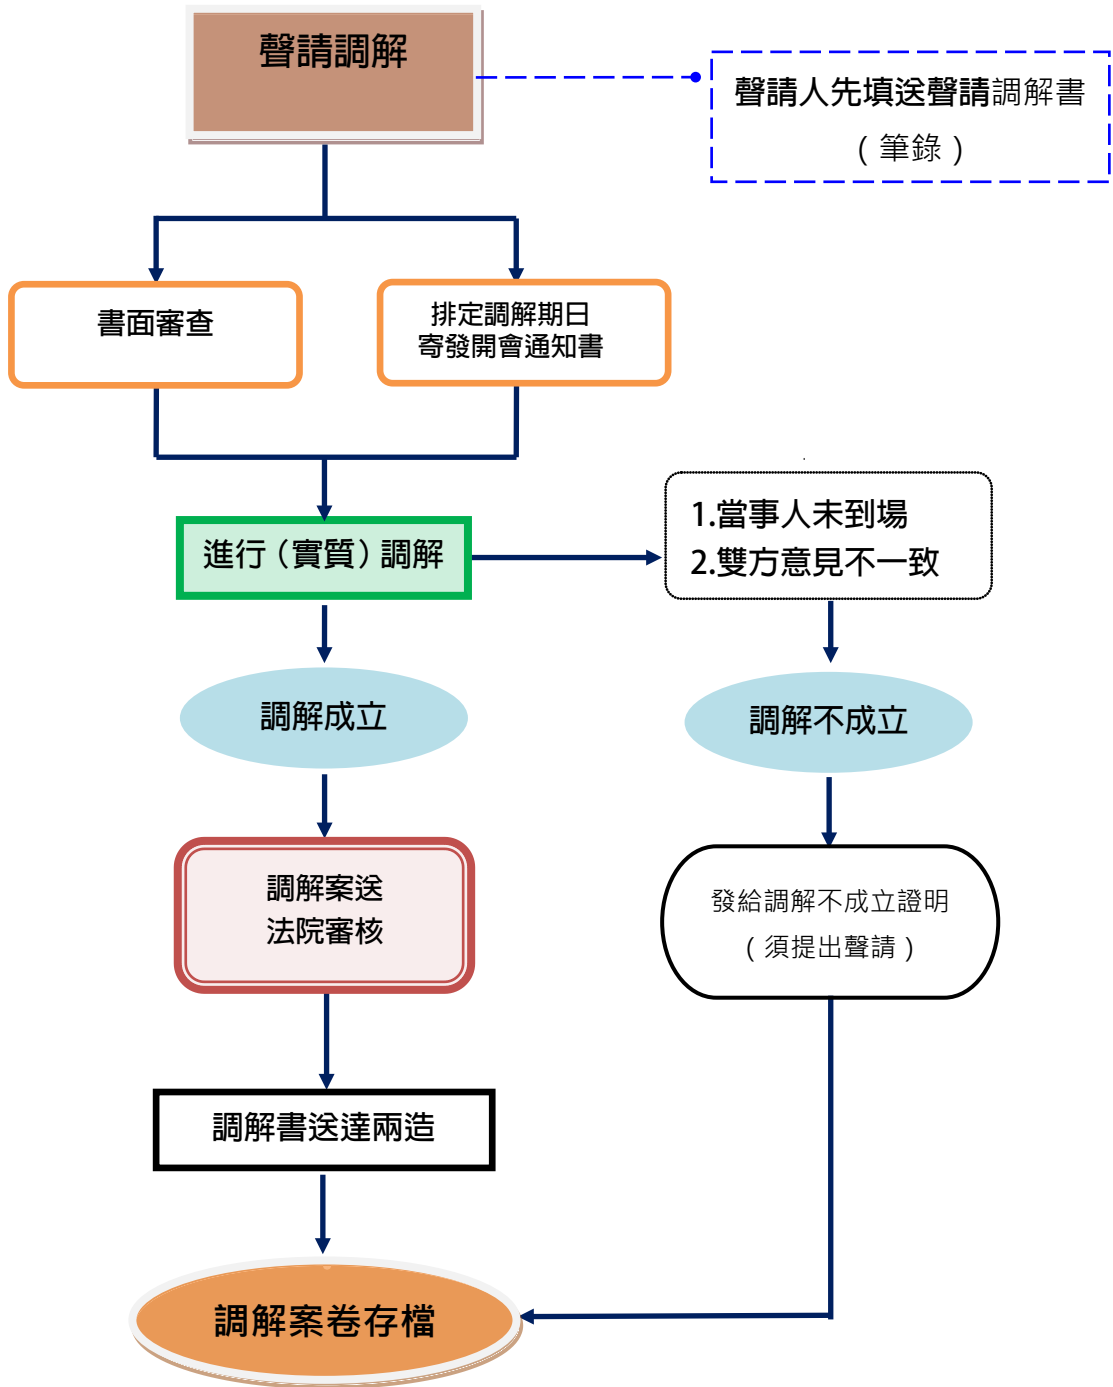 聲請調解
聲請人先填送聲請調解書
（筆錄）
書面審查
排定調解期日
寄發開會通知書
進行（實質）調解
1.當事人未到場
2.雙方意見不一致
調解成立
調解不成立
調解案送
法院審核
發給調解不成立證明
（須提出聲請）
調解書送達兩造
調解案卷存檔